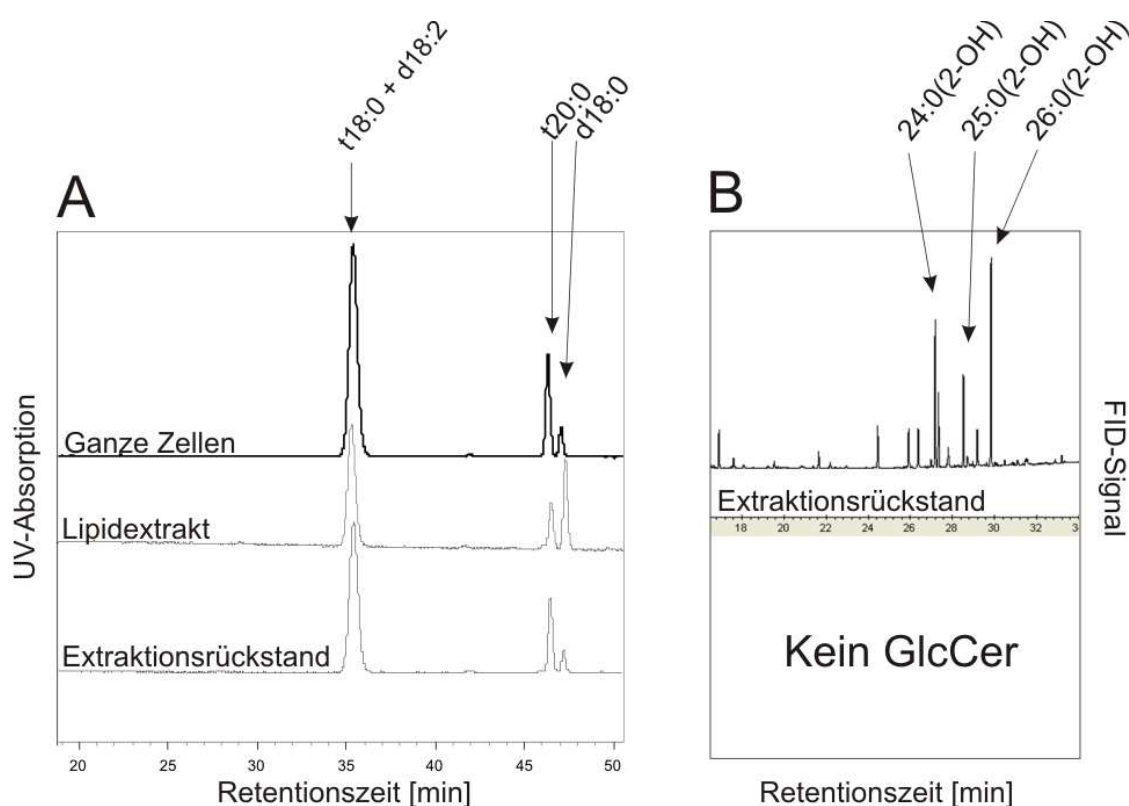 A
t18:0 + d18:2
t20:0
d18:0
UV-Absorption
Ganze Zellen
Lipidextrakt
Extraktionsrückstand
20 25 30 35 40 45 50
Retentionszeit [min]
B
24:0(2-OH)
25:0(2-OH)
26:0(2-OH)
FID-Signal
Extraktionsrückstand
18 20 22 24 26 28 30 32 3
Kein GlcCer
Retentionszeit [min]